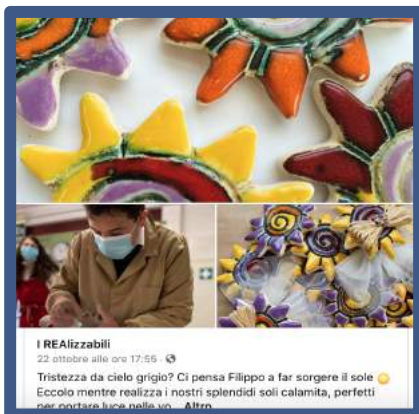 I REAlizzabili
22 ottobre alle ore 17:55 ·
Tristezza da cielo grigio? Ci pensa Filippo a far sorgere il sole
Eccolo mentre realizza i nostri splendidi soli calamita, perfetti
per portare luce nelle vo... Altro